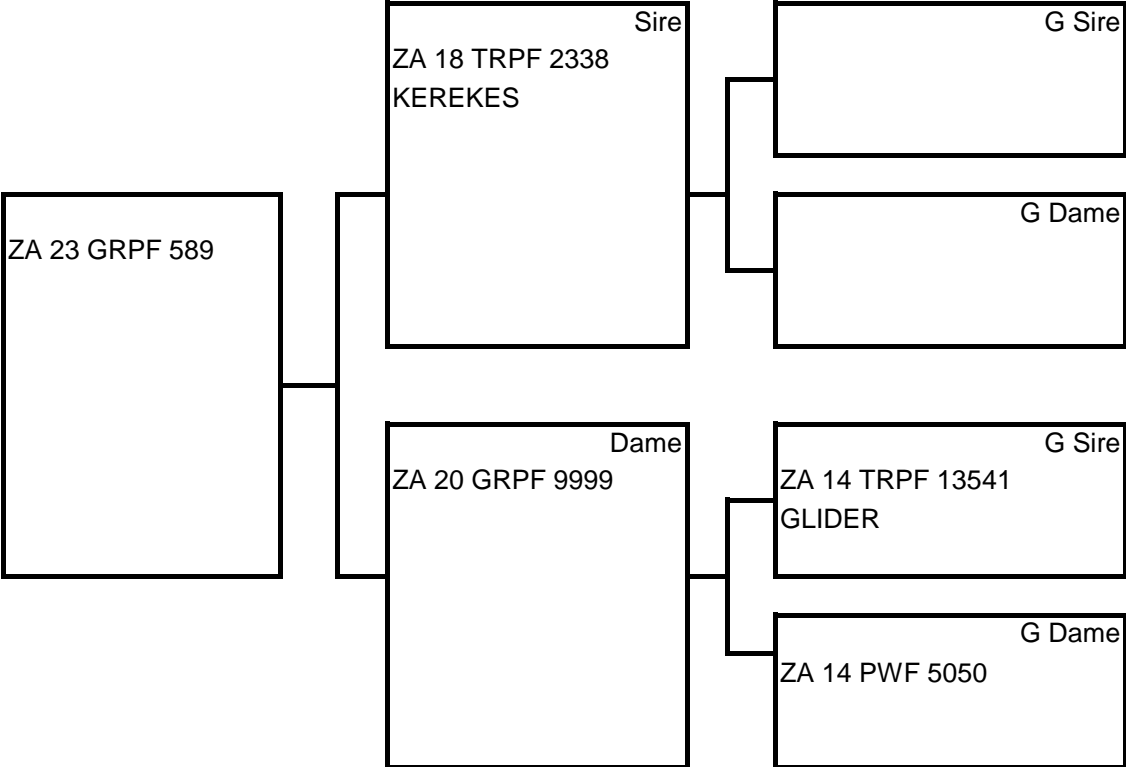 ZA 23 GRPF 589
Sire
ZA 18 TRPF 2338
KEREKES
Dame
ZA 20 GRPF 9999
G Sire
G Dame
G Sire
ZA 14 TRPF 13541
GLIDER
G Dame
ZA 14 PWF 5050